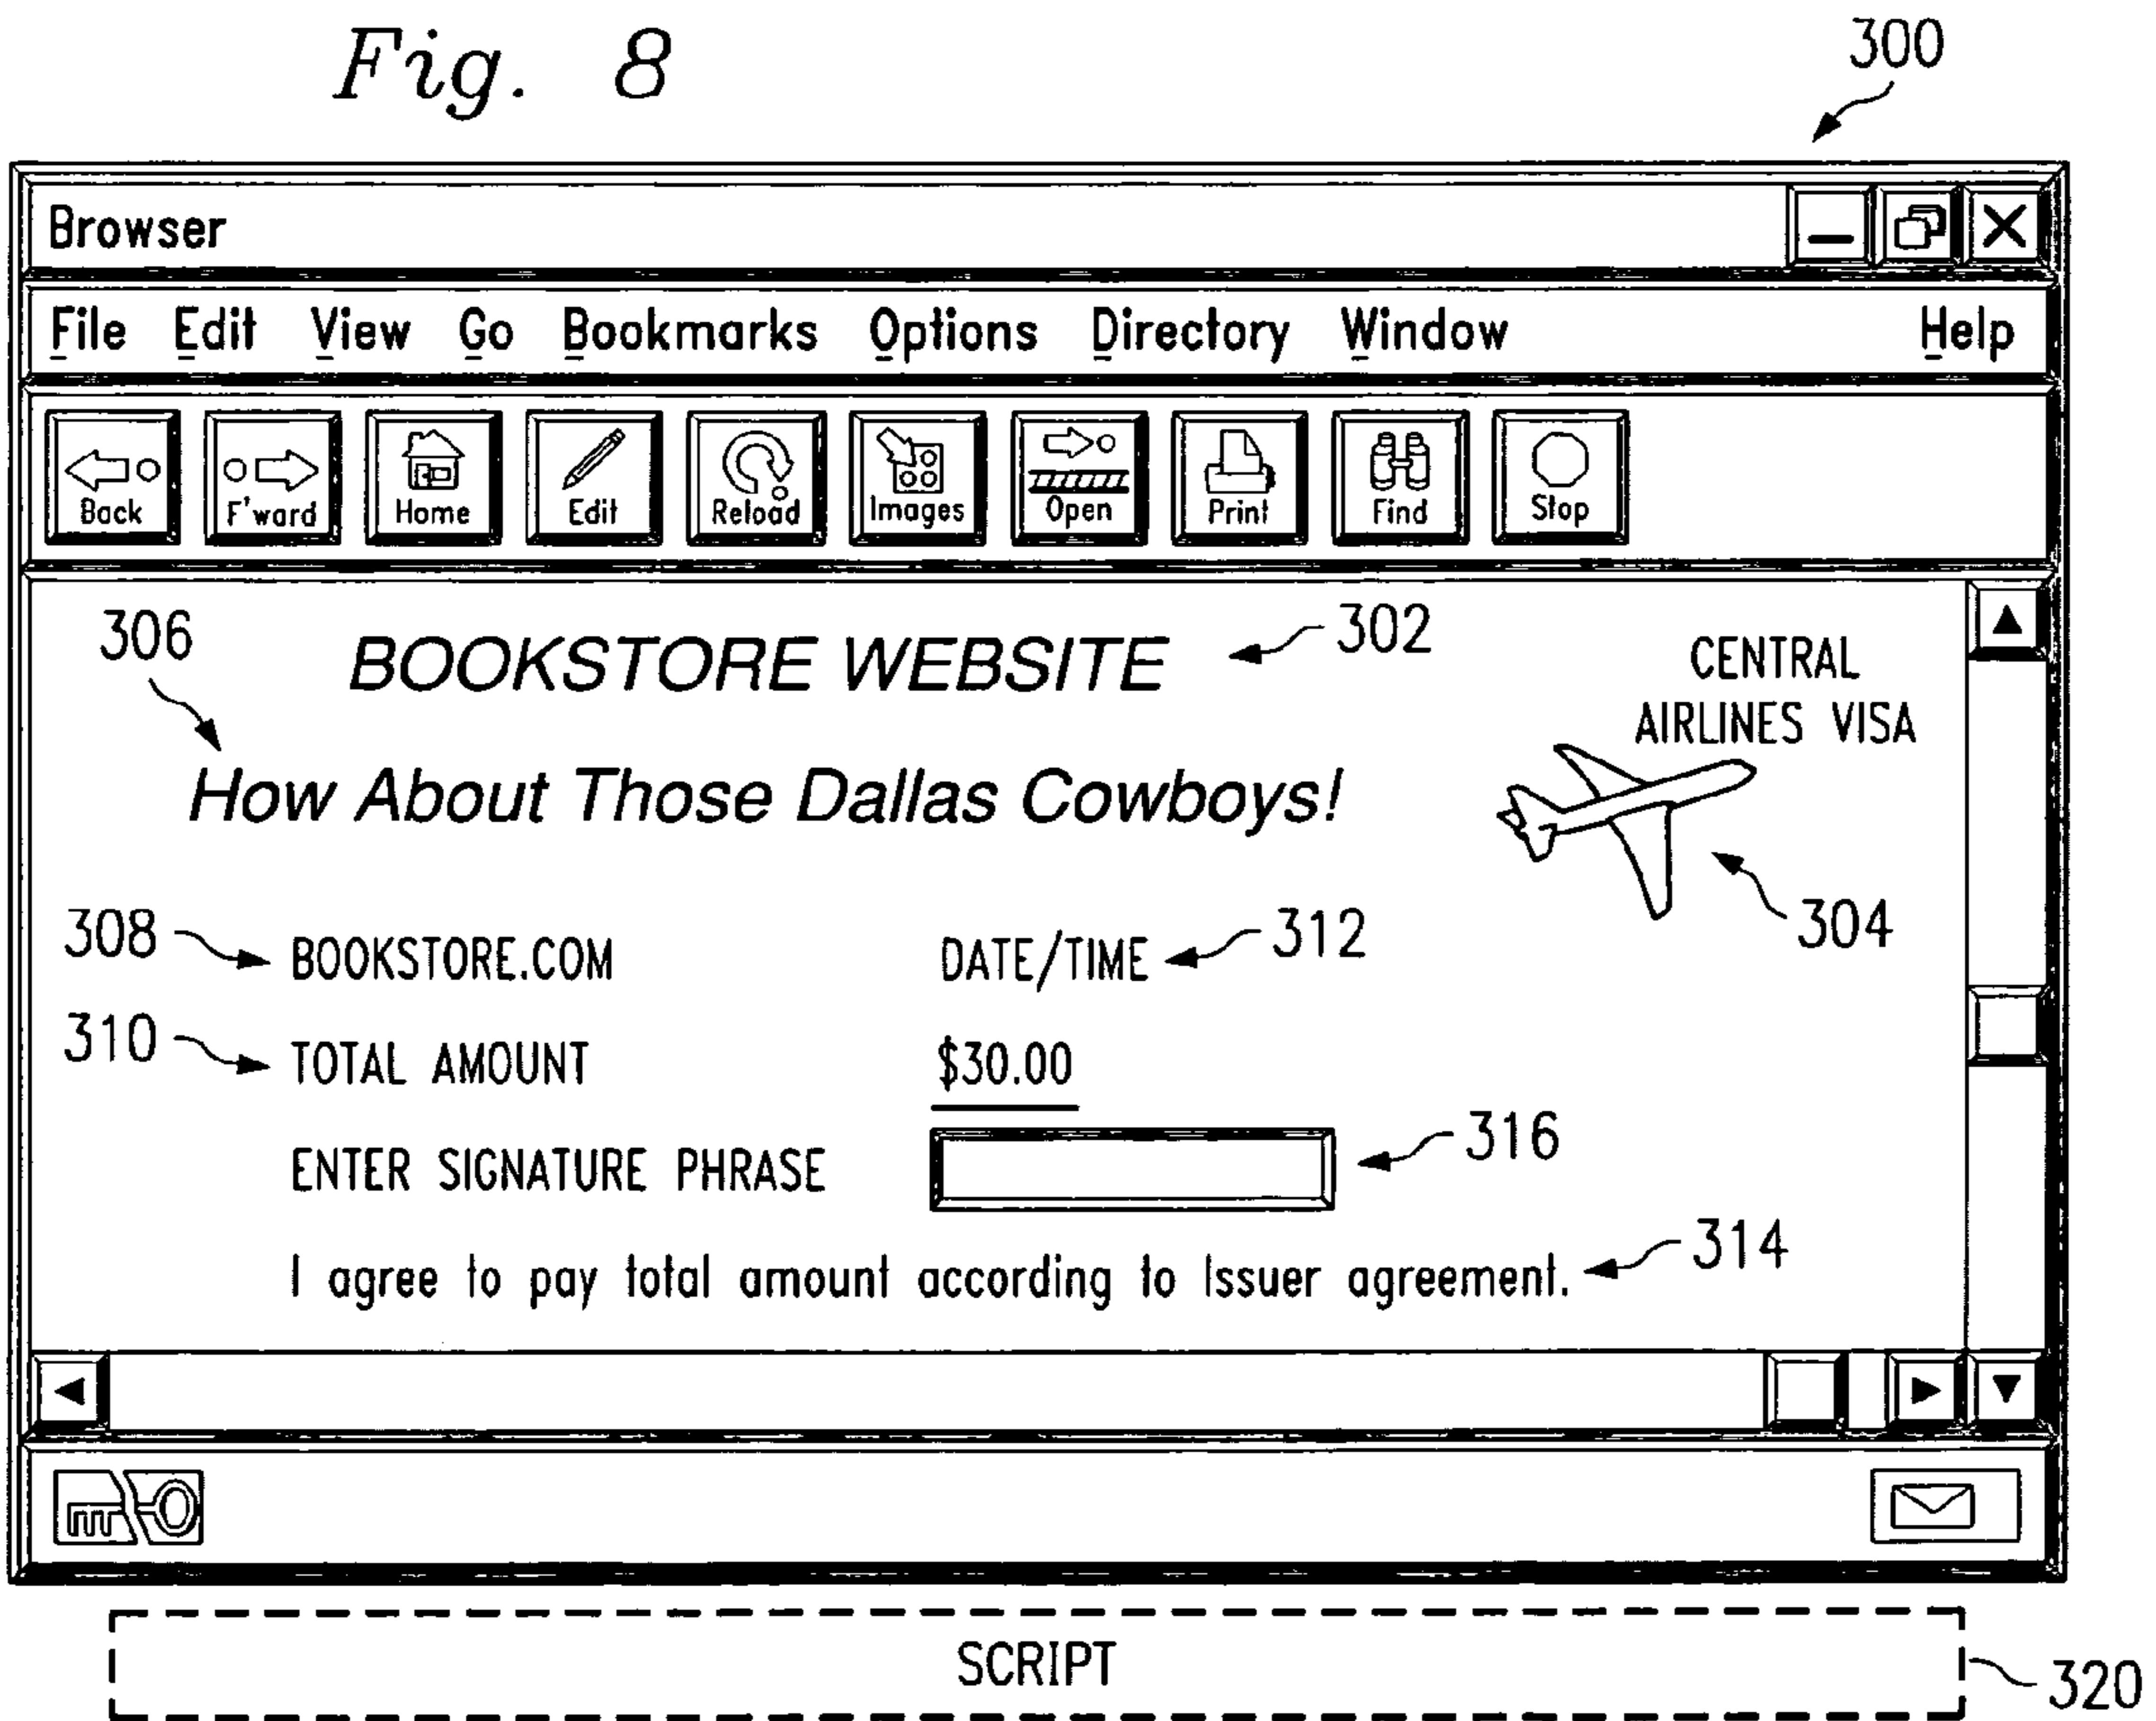 Fig. 8
300
Browser
File Edit View Go Bookmarks Options Directory Window Help
Back F'ward Home Edit Reload Images Open Print Find Stop
306 BOOKSTORE WEBSITE 302 CENTRAL
AIRLINES VISA
How About Those Dallas Cowboys!
304
308 BOOKSTORE.COM DATE/TIME 312
310 TOTAL AMOUNT $30.00
ENTER SIGNATURE PHRASE 316
I agree to pay total amount according to Issuer agreement. 314
SCRIPT 320